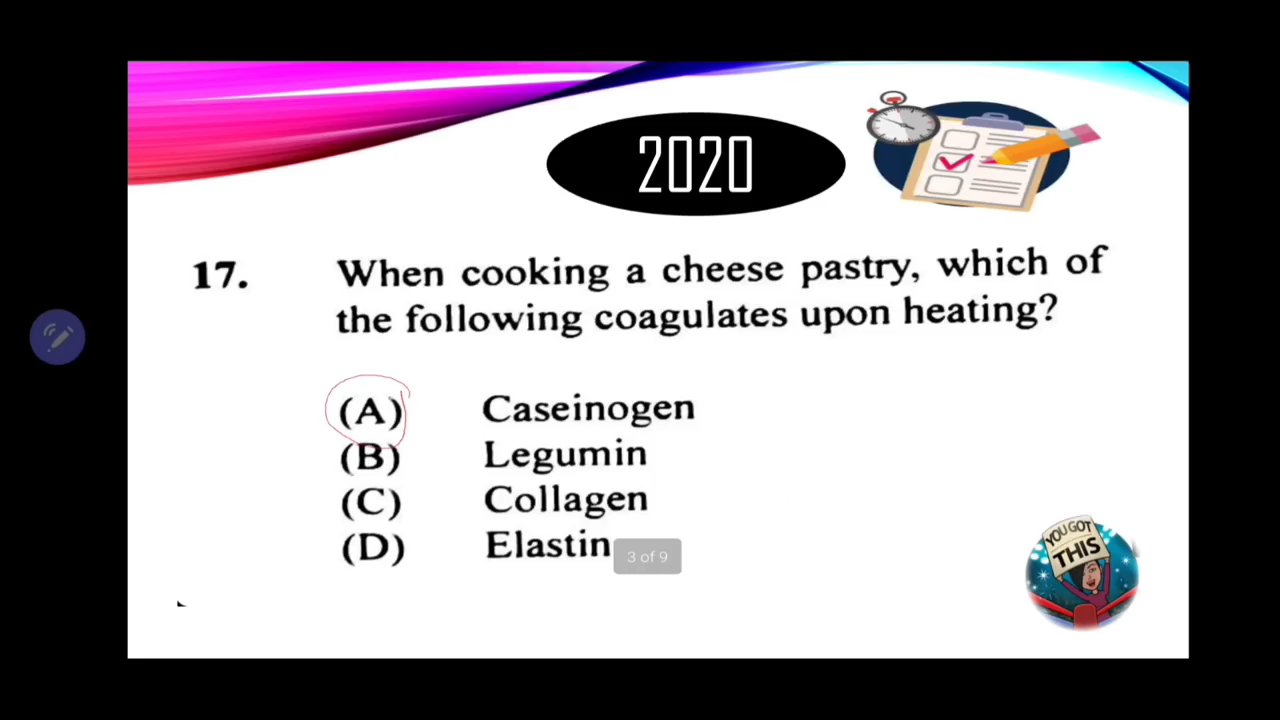 2020
17. When cooking a cheese pastry, which of
the following coagulates upon heating?
(A) Caseinogen
(B) Legumin
(C) Collagen
(D) Elastin
3 of 9
YOU GOT
THIS